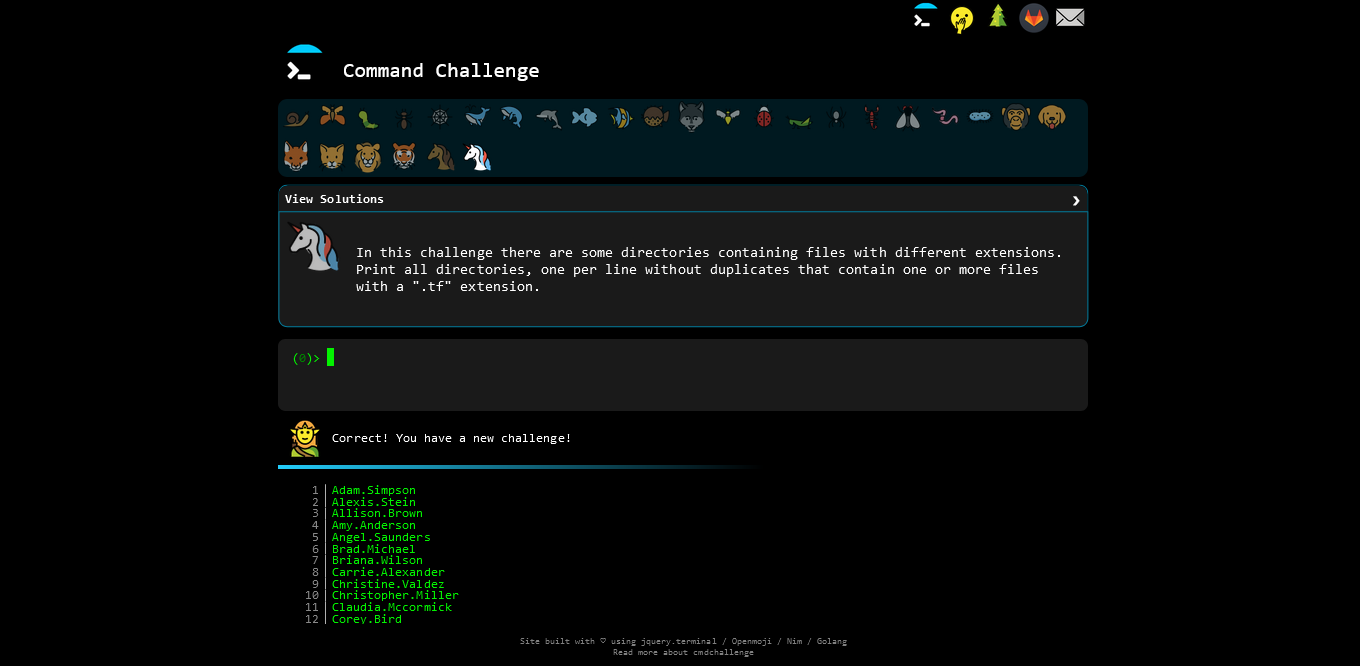 Command Challenge
View Solutions
In this challenge there are some directories containing files with different extensions.
Print all directories, one per line without duplicates that contain one or more files
with a ".tf" extension.
(0)>
Correct! You have a new challenge!
1 Adam.Simpson
2 Alexis.Stein
3 Allison.Brown
4 Amy.Anderson
5 Angel.Saunders
6 Brad.Michael
7 Briana.Wilson
8 Carrie.Alexander
9 Christine.Valdez
10 Christopher.Miller
11 Claudia.Mccormick
12 Corey.Bird
Site built with ♡ using jquery.terminal / Openmoji / Nim / Golang
Read more about cmdchallenge